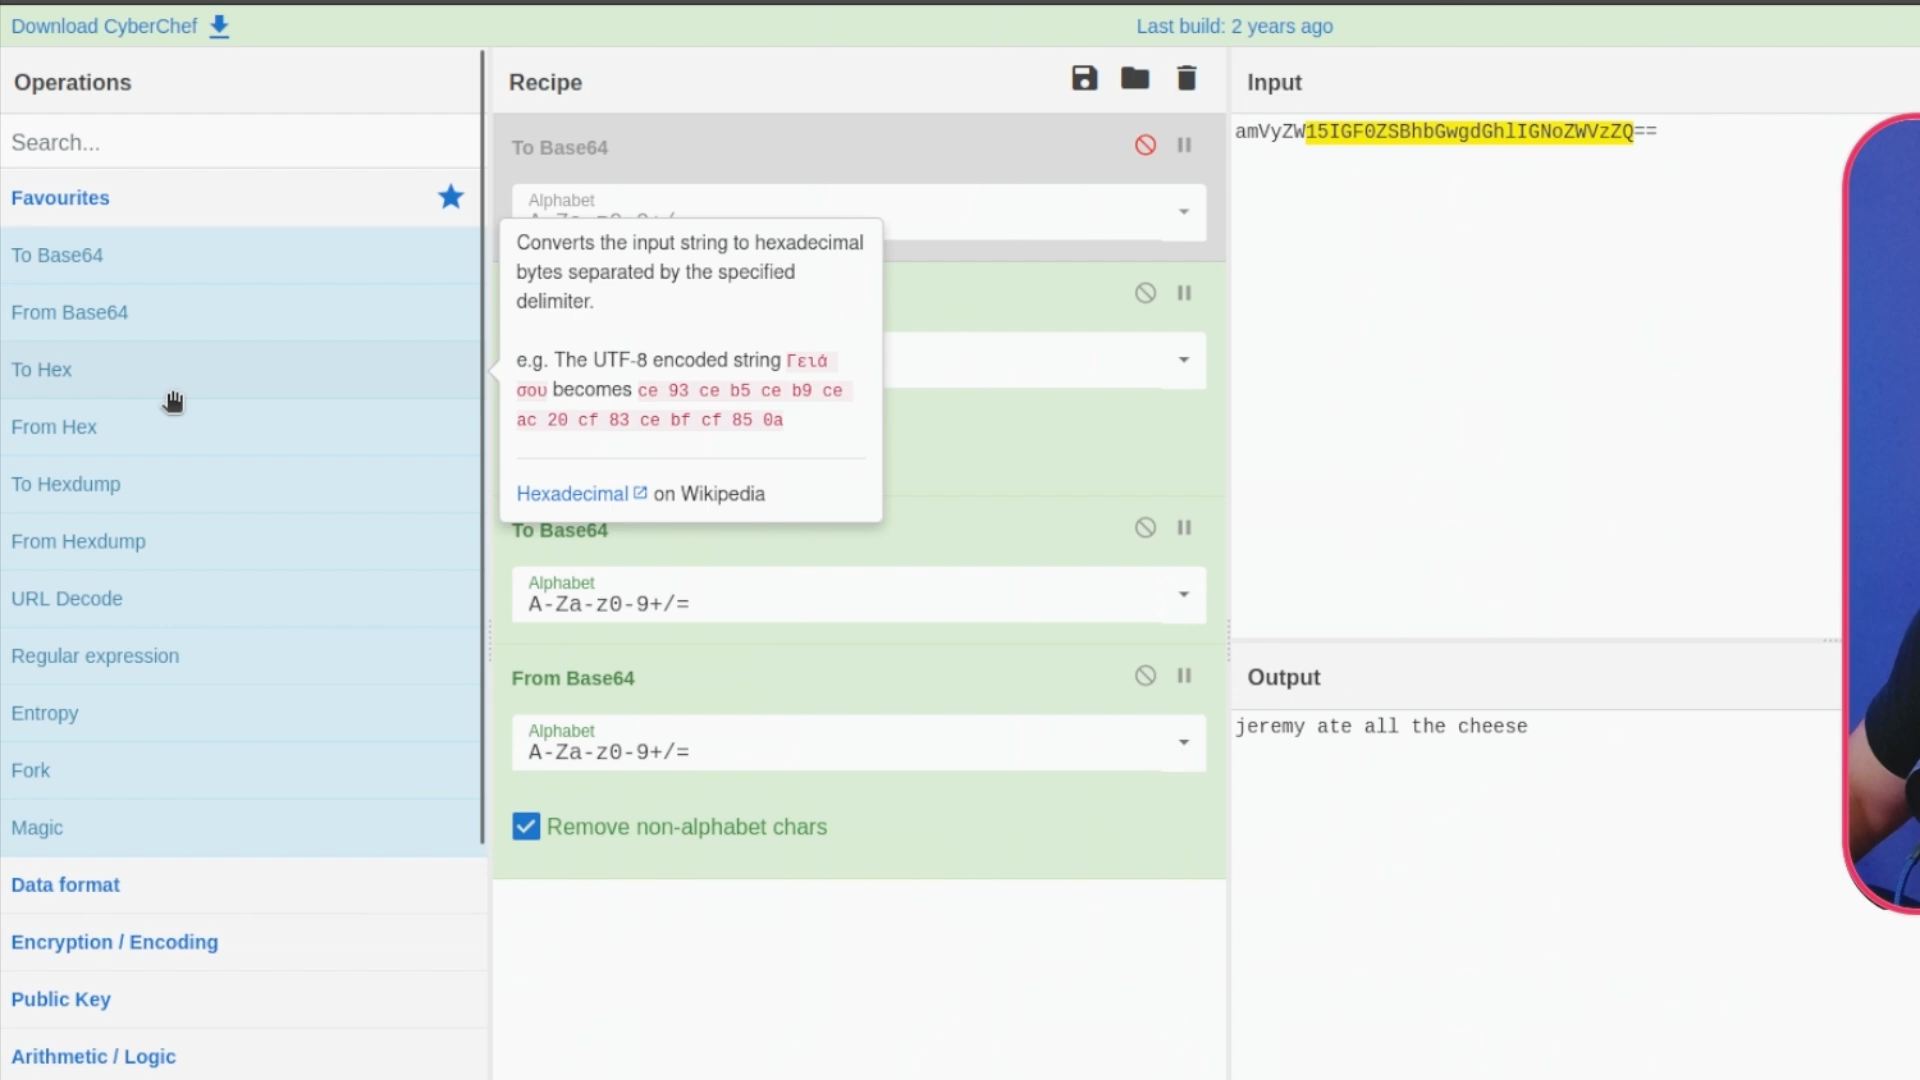 Download CyberChef
Last build: 2 years ago
Operations
Search...
Favourites
To Base64
From Base64
To Hex
From Hex
To Hexdump
From Hexdump
URL Decode
Regular expression
Entropy
Fork
Magic
Data format
Encryption / Encoding
Public Key
Arithmetic / Logic
Recipe
To Base64
Alphabet
Converts the input string to hexadecimal
bytes separated by the specified
delimiter.
e.g. The UTF-8 encoded string Γειά
σου becomes ce 93 ce b5 ce b9 ce
ac 20 cf 83 ce bf cf 85 0a
Hexadecimal on Wikipedia
To Base64
Alphabet
A-Za-z0-9+/=
From Base64
Alphabet
A-Za-z0-9+/=
Remove non-alphabet chars
Input
amVyZW15IGF0ZSBhbGwgdGhlIGNoZWVzZQ==
Output
jeremy ate all the cheese